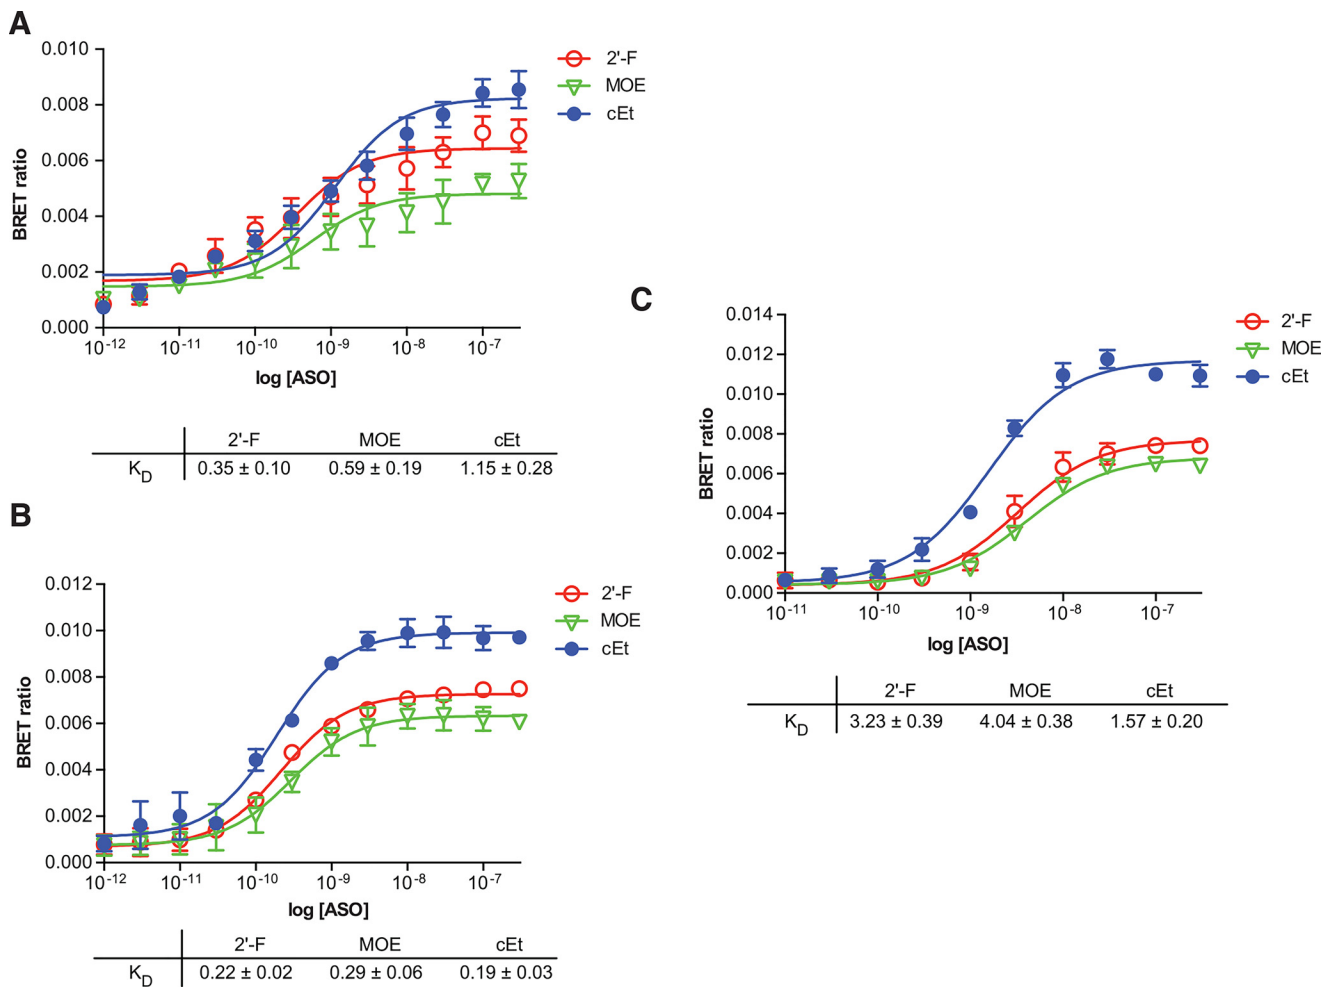 A
0.010
0.008
0.006
0.004
0.002
0.000
BRET ratio
10-12
10-11
10-10
10-9
10-8
10-7
log [ASO]
2'-F
MOE
cEt
2'-F MOE cEt
KD 0.35 ± 0.10 0.59 ± 0.19 1.15 ± 0.28
B
0.012
0.010
0.008
0.006
0.004
0.002
0.000
BRET ratio
10-12
10-11
10-10
10-9
10-8
10-7
log [ASO]
2'-F
MOE
cEt
2'-F MOE cEt
KD 0.22 ± 0.02 0.29 ± 0.06 0.19 ± 0.03
C
0.014
0.012
0.010
0.008
0.006
0.004
0.002
0.000
BRET ratio
10-11
10-10
10-9
10-8
10-7
log [ASO]
2'-F
MOE
cEt
2'-F MOE cEt
KD 3.23 ± 0.39 4.04 ± 0.38 1.57 ± 0.20